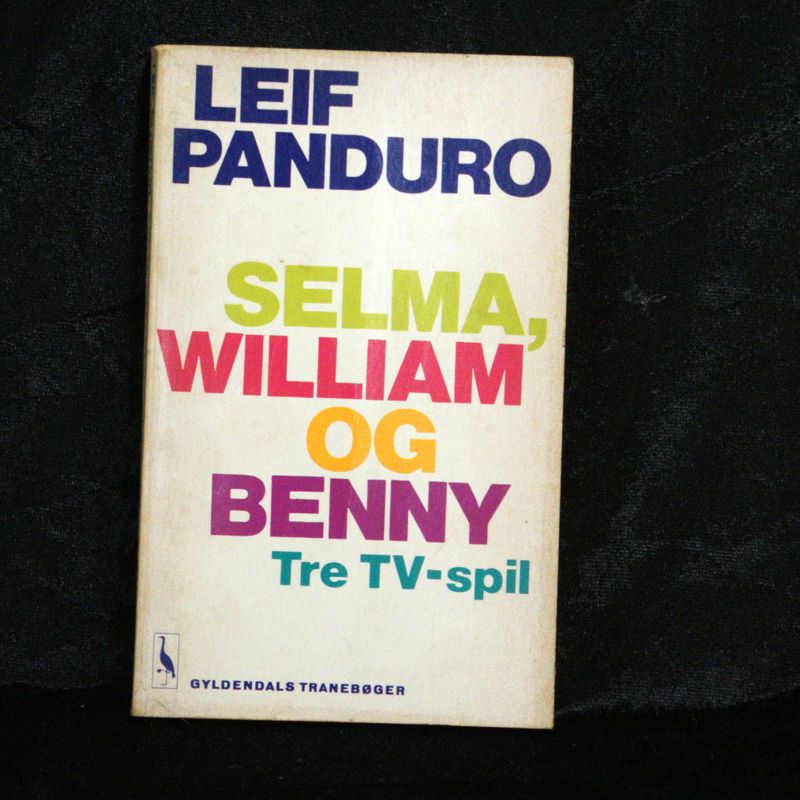 LEIF
PANDURO
SELMA,
WILLIAM
OG
BENNY
Tre TV-spil
GYLDENDALS TRANEBØGER